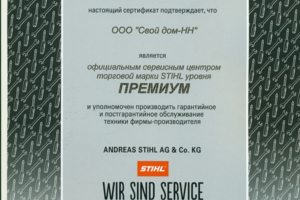 настоящий сертификат подтверждает, что
ООО "Свой дом-НН"
является
официальным сервисным центром
торговой марки STIHL уровня
ПРЕМИУМ
и уполномочен производить гарантийное
и постгарантийное обслуживание
техники фирмы-производителя
ANDREAS STIHL AG & Co. KG
STIHL
WIR SIND SERVICE